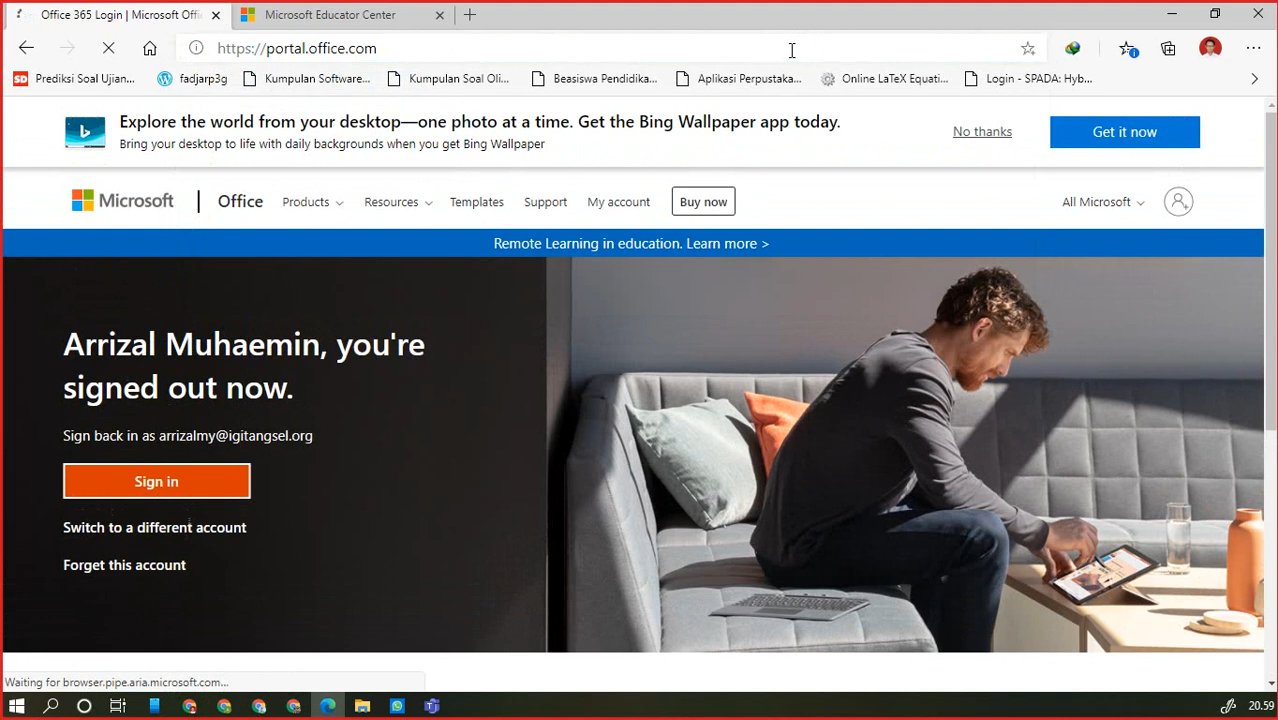 Office 365 Login | Microsoft Offi
Microsoft Educator Center
https://portal.office.com
SD Prediksi Soal Ujian...
fadjarp3g
Kumpulan Software...
Kumpulan Soal Oli...
Beasiswa Pendidika...
Aplikasi Perpustaka...
Online LaTeX Equati...
Login - SPADA: Hyb...
Explore the world from your desktop—one photo at a time. Get the Bing Wallpaper app today.
Bring your desktop to life with daily backgrounds when you get Bing Wallpaper
No thanks
Get it now
Microsoft
Office
Products
Resources
Templates
Support
My account
Buy now
All Microsoft
Remote Learning in education. Learn more >
Arrizal Muhaemin, you're
signed out now.
Sign back in as arrizalmy@igitangsel.org
Sign in
Switch to a different account
Forget this account
Waiting for browser.pipe.aria.microsoft.com...
20.59